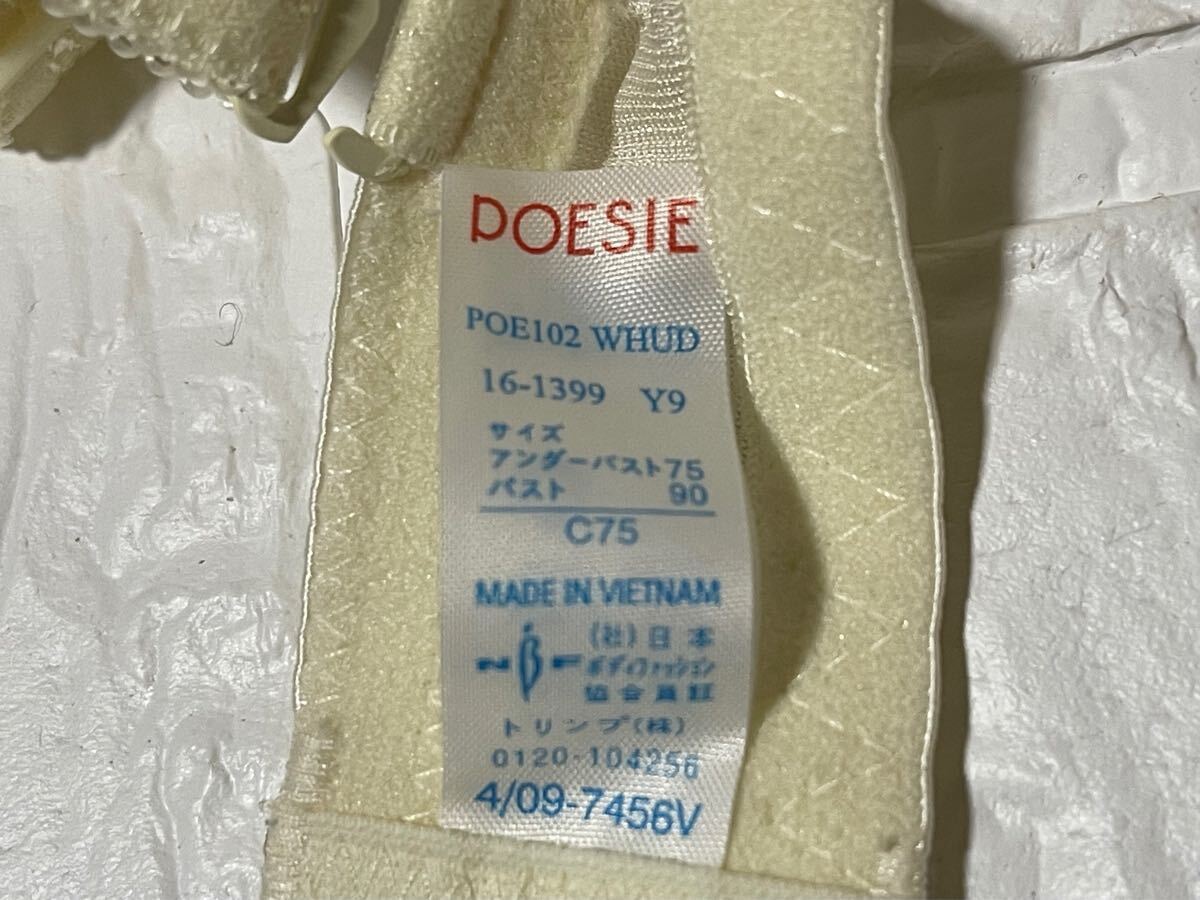 POESIE
POE102 WHUD
16-1399 Y9
サイズ
アンダーバスト75
バスト 90
C75
MADE IN VIETNAM
(社)日本
NBF ボディファッション
協会員証
トリンプ(株)
0120-104256
4/09-7456V